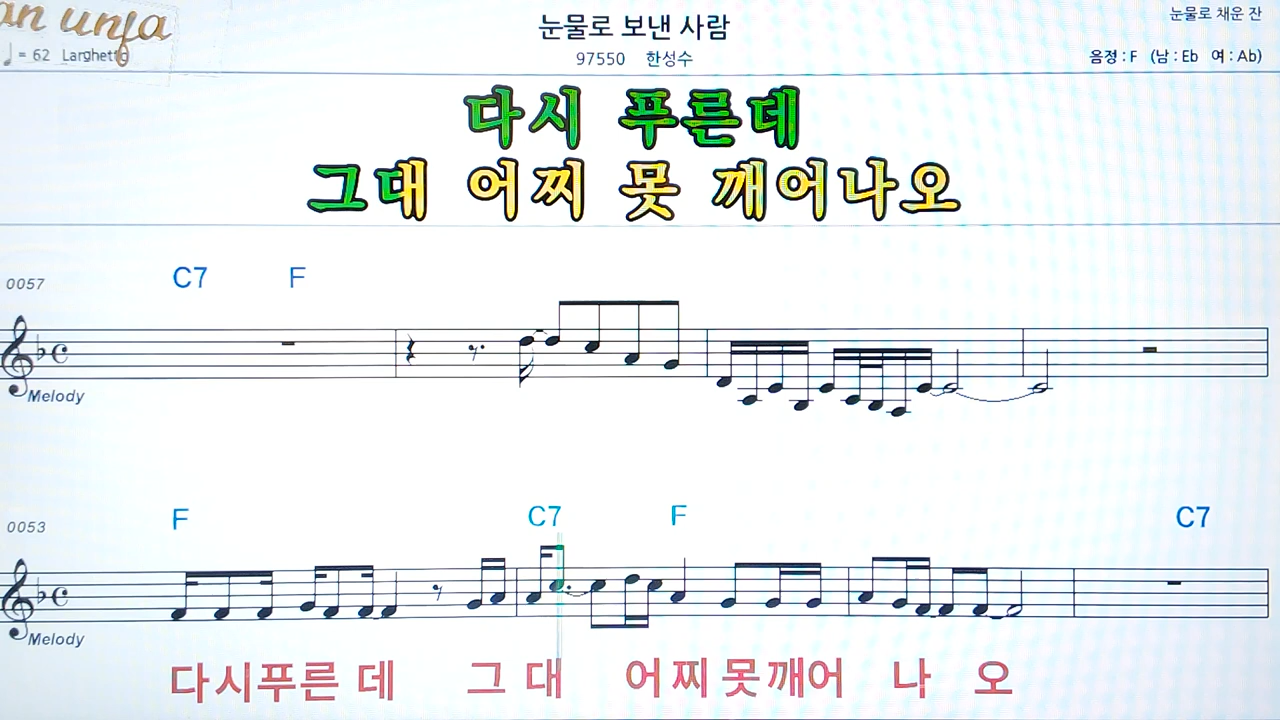 an unfa
눈물로 보낸 사람
눈물로 채운 잔
♩= 62 Larghetto
97550 한성수
음정 : F (남 : Eb 여 : Ab)
다시 푸른데
그대 어찌 못 깨어나오
0057
C7 F
Melody
0053
F C7 F C7
Melody
다시푸른 데 그 대 어찌 못깨어 나 오